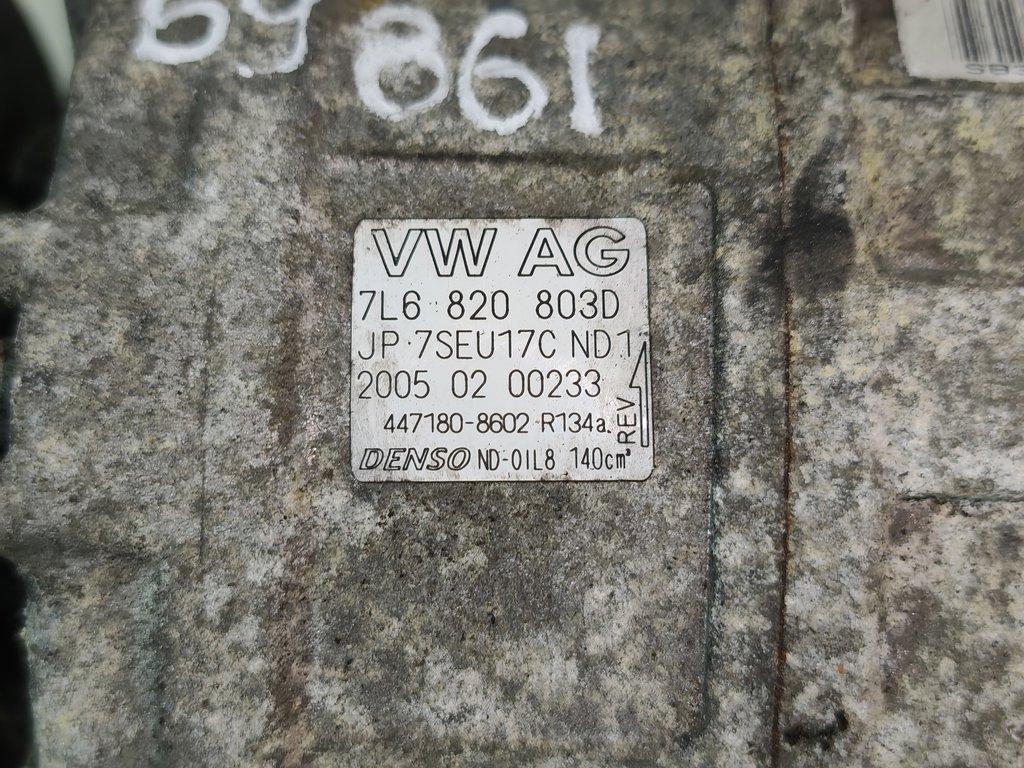 861
VW AG
7L6 820 803D
JP·7SEU17C ND1
2005 02 00233
447180-8602 R134a.
REV
DENSO ND-OIL8 140cm³